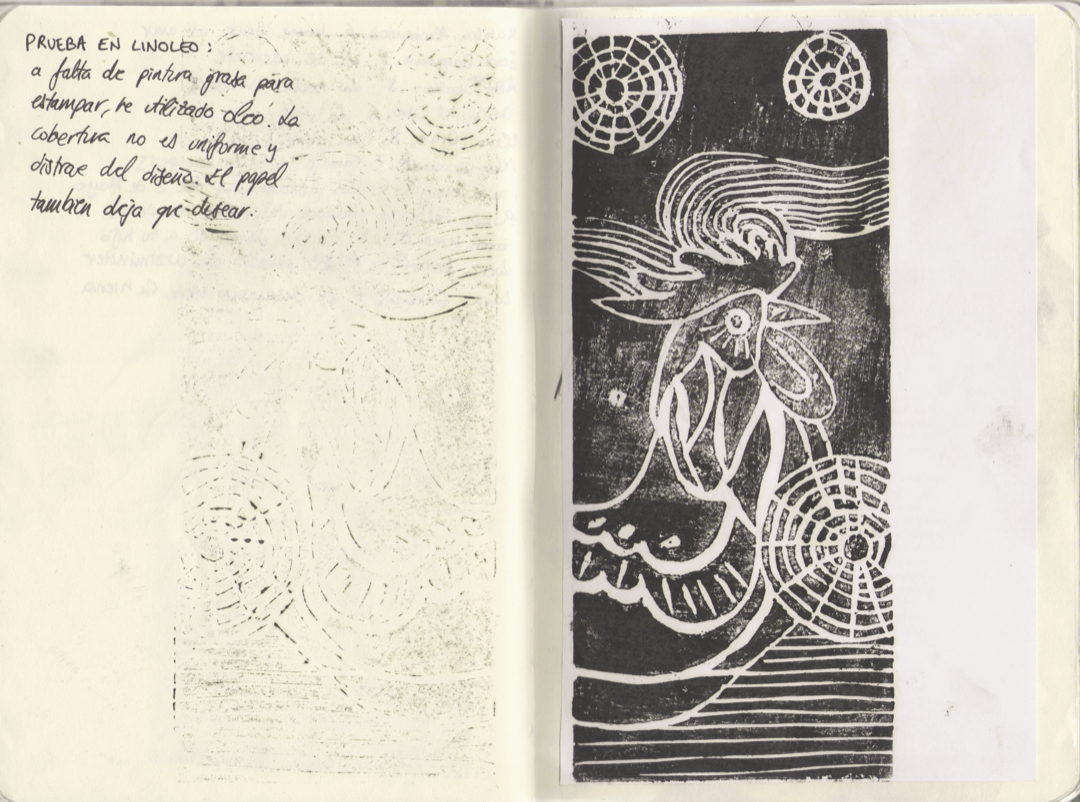 PRUEBA EN LINOLEO:
a falta de pintura grasa para
estampar, he utilizado óleo. La
cobertura no es uniforme y
distrae del diseño. El papel
tambien deja que desear.